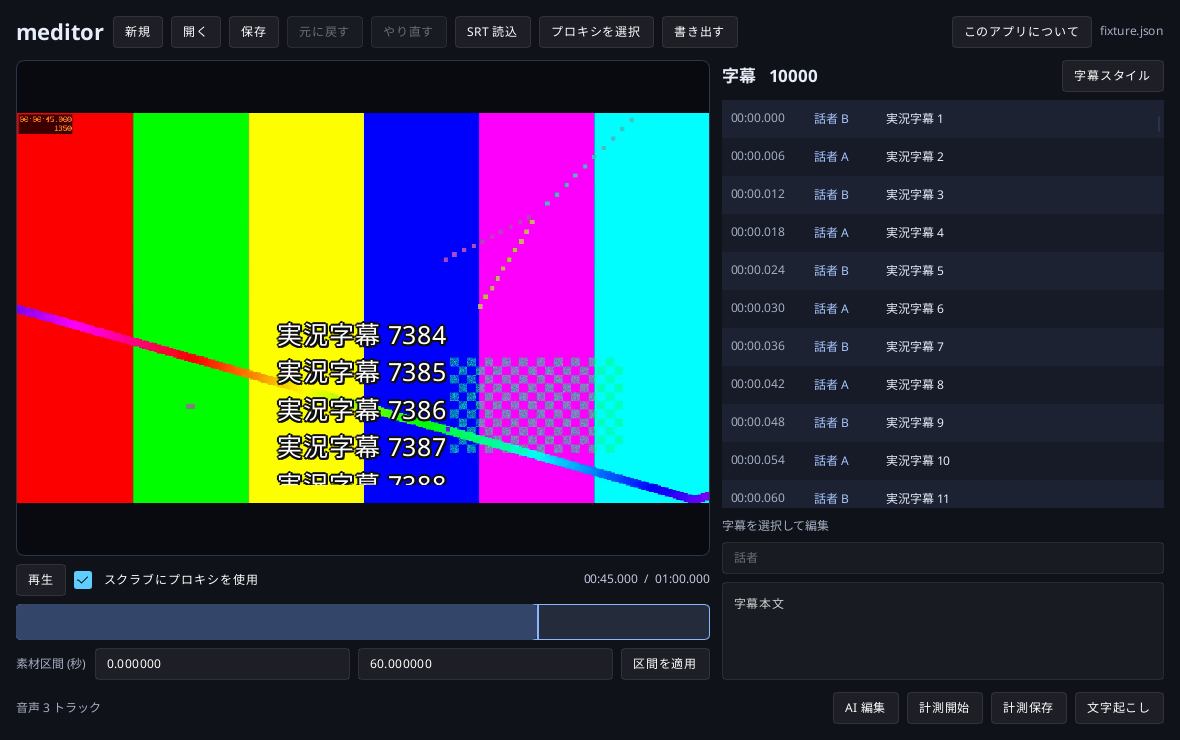 meditor 新規 開く 保存 元に戻す やり直す SRT 読込 プロキシを選択 書き出す このアプリについて fixture.json
00:00:45.000
1350
実況字幕 7384
実況字幕 7385
実況字幕 7386
実況字幕 7387
実況字幕 7388
再生 スクラブにプロキシを使用 00:45.000 / 01:00.000
素材区間 (秒) 0.000000 60.000000 区間を適用
音声 3 トラック
字幕 10000 字幕スタイル
00:00.000 話者 B 実況字幕 1
00:00.006 話者 A 実況字幕 2
00:00.012 話者 B 実況字幕 3
00:00.018 話者 A 実況字幕 4
00:00.024 話者 B 実況字幕 5
00:00.030 話者 A 実況字幕 6
00:00.036 話者 B 実況字幕 7
00:00.042 話者 A 実況字幕 8
00:00.048 話者 B 実況字幕 9
00:00.054 話者 A 実況字幕 10
00:00.060 話者 B 実況字幕 11
字幕を選択して編集
話者
字幕本文
AI 編集 計測開始 計測保存 文字起こし